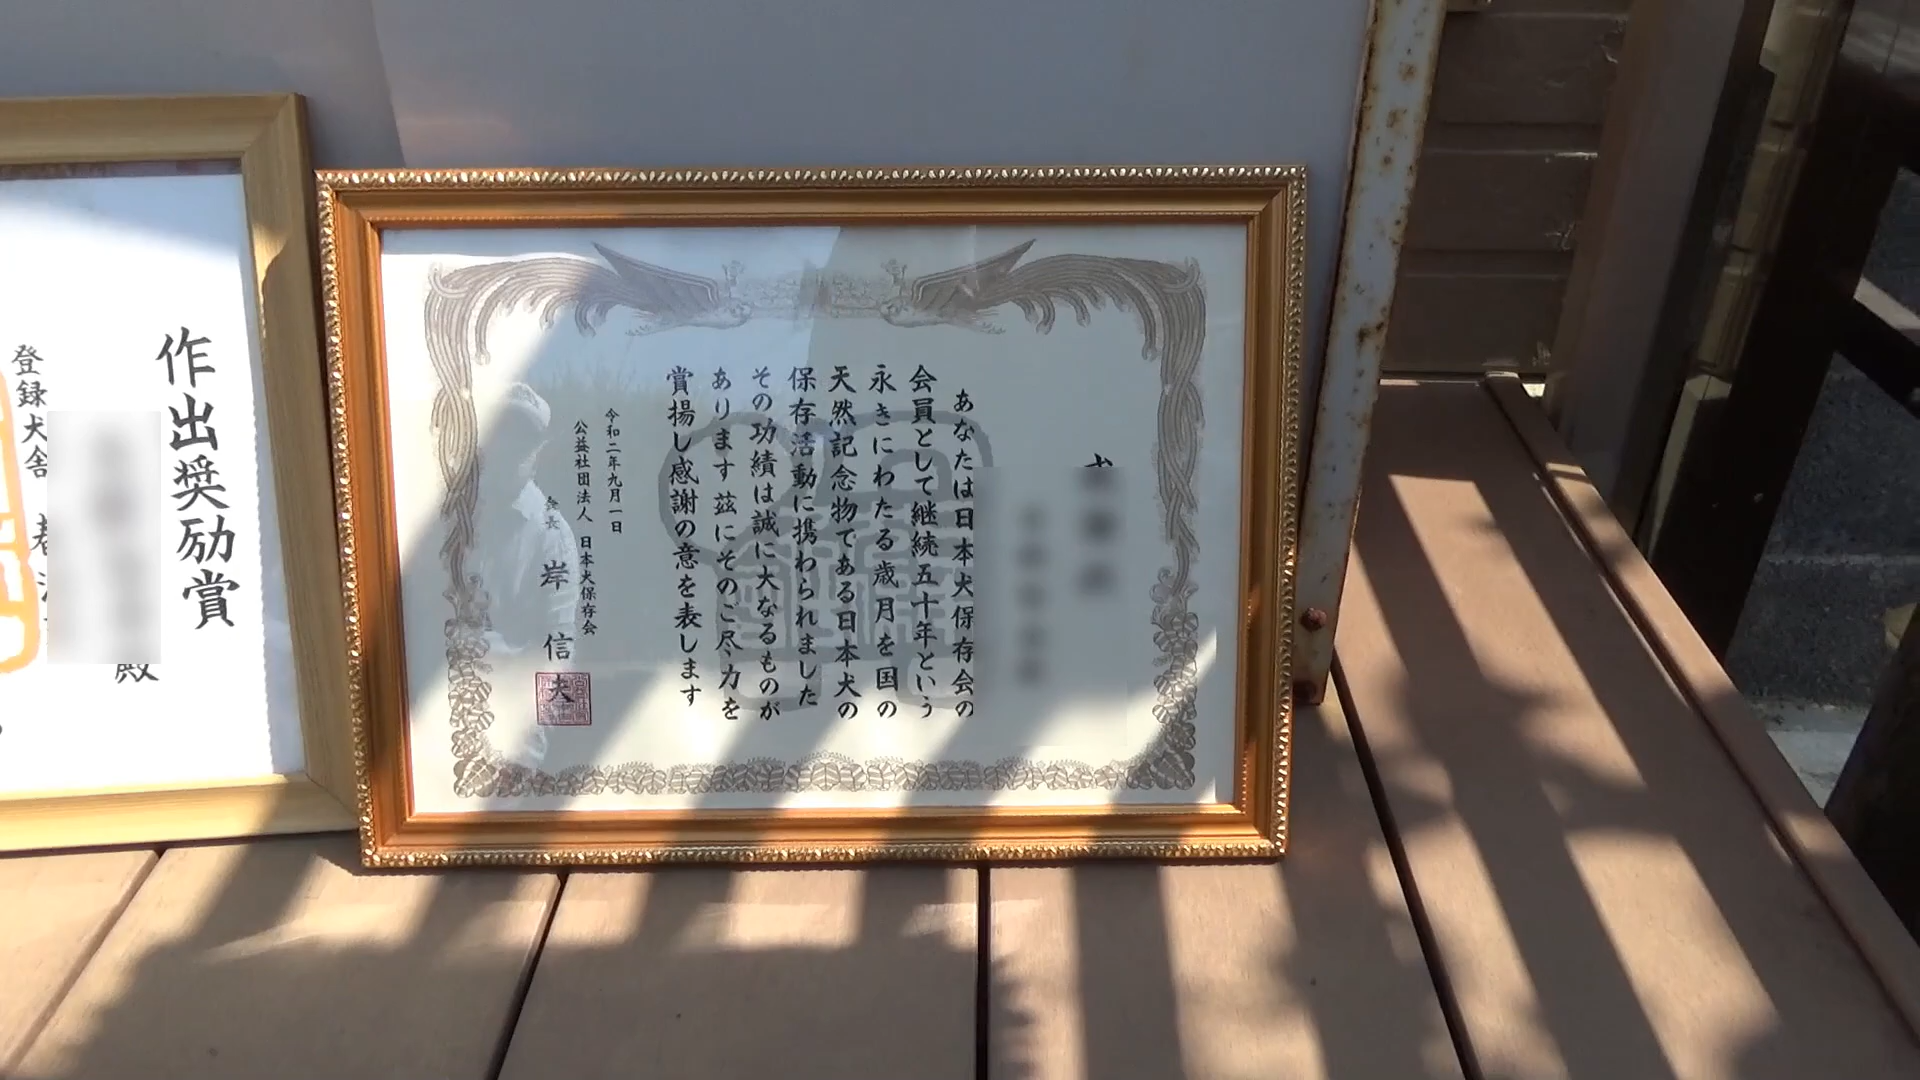 あなたは日本犬保存会の
会員として継続五十年という
永きにわたる歳月を国の
天然記念物である日本犬の
保存活動に携わられました
その功績は誠に大なるものが
あります茲にそのご尽力を
賞揚し感謝の意を表します
令和二年九月一日
公益社団法人 日本犬保存会
会長 岸 信夫
作出奨励賞
登録犬舎
殿